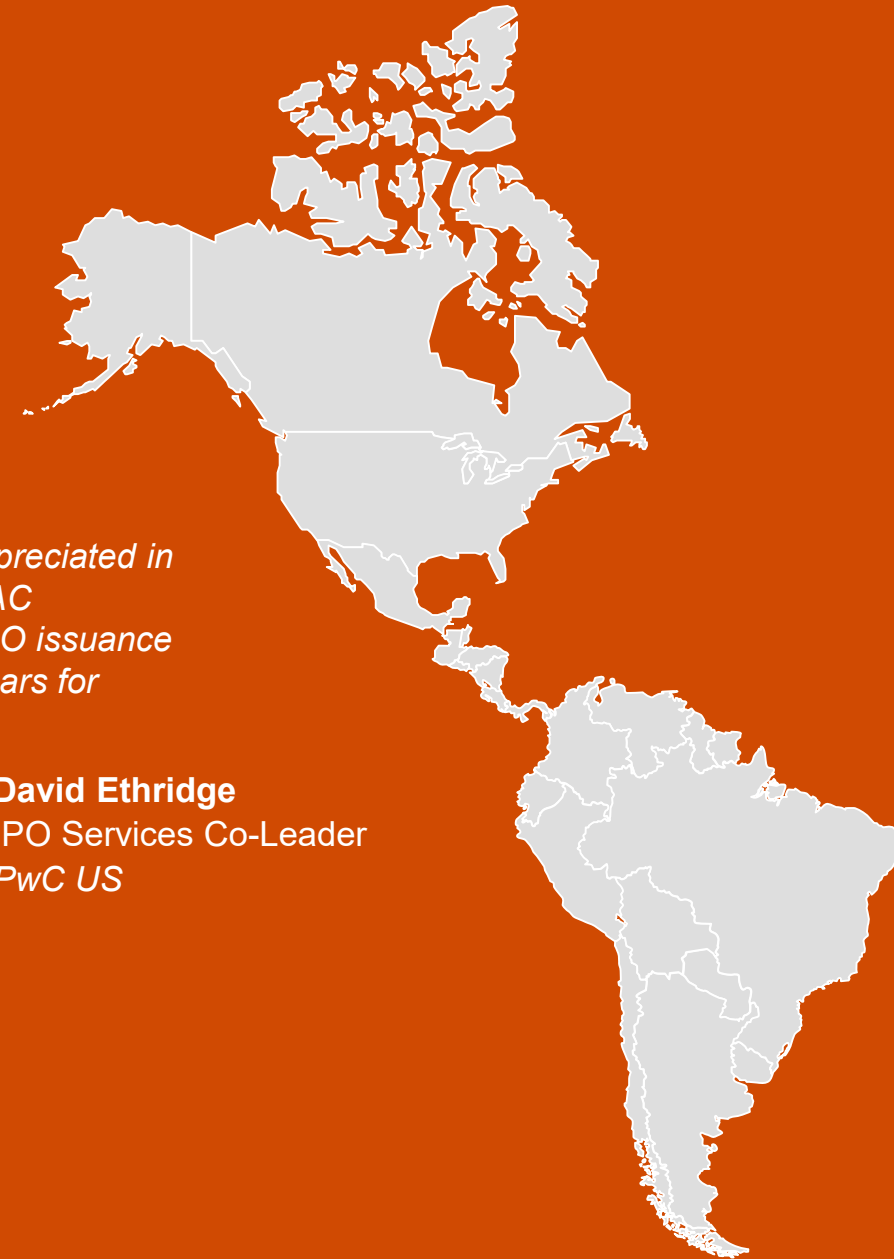 preciated in
AC
O issuance
ars for
David Ethridge
PO Services Co-Leader
PwC US